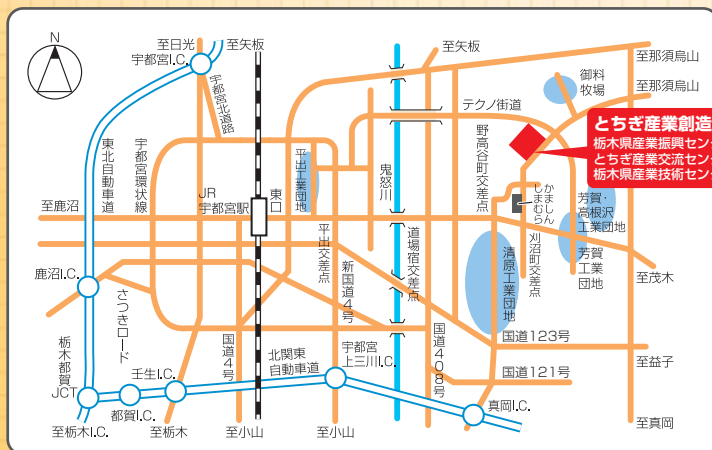 N
至日光
宇都宮I.C.
至矢板
宇都宮北道路
至矢板
至那須烏山
御料
牧場
至那須烏山
テクノ街道
とちぎ産業創造
栃木県産業振興セン
とちぎ産業交流セン
栃木県産業技術セン
東北自動車道
宇都宮環状線
平出工業団地
鬼怒川
野高谷町交差点
JR
宇都宮駅
東口
かましん
しまむら
芳賀・
高根沢
工業団地
至鹿沼
平出交差点
道場宿交差点
刈沼町交差点
芳賀
工業
団地
清原工業団地
新国道4号
至茂木
鹿沼I.C.
さつきロード
国道123号
国道4号
北関東
自動車道
宇都宮
上三川I.C.
国道408号
至益子
国道121号
栃木都賀
JCT
壬生I.C.
都賀I.C.
真岡I.C.
至栃木I.C.
至栃木
至小山
至小山
至真岡